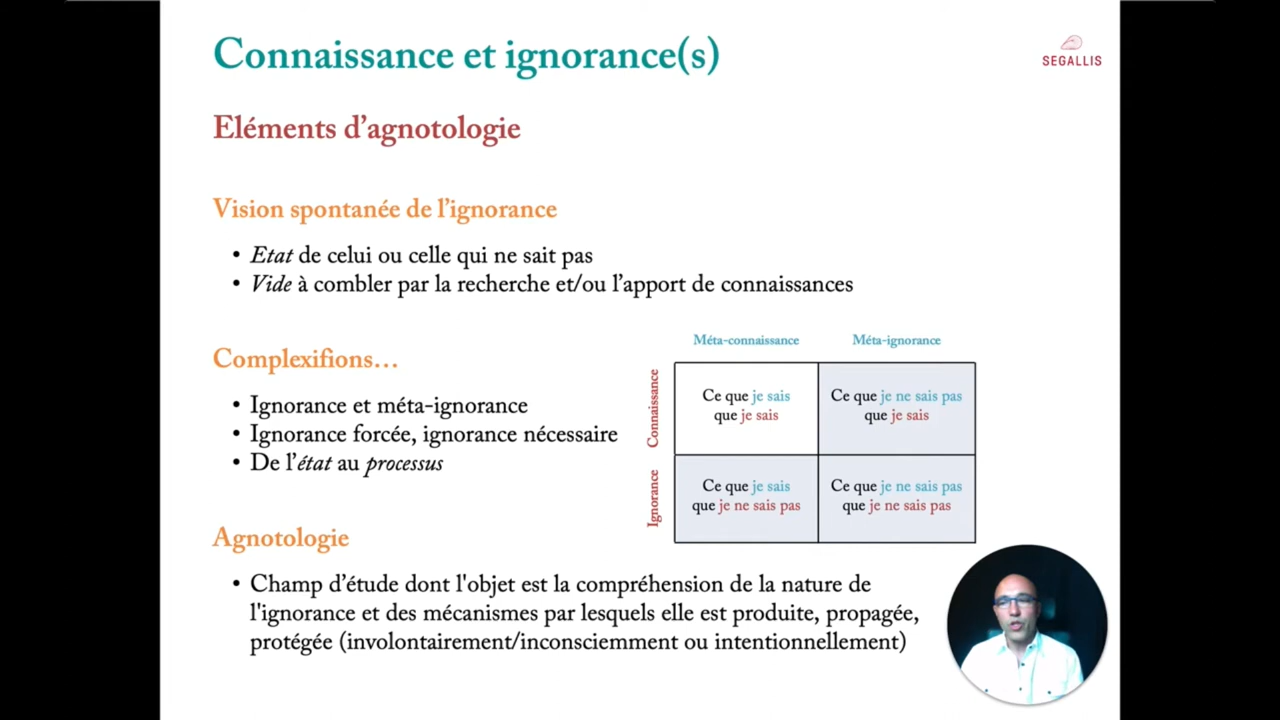 Connaissance et ignorance(s)
SEGALLIS
Eléments d’agnotologie
Vision spontanée de l’ignorance
• Etat de celui ou celle qui ne sait pas
• Vide à combler par la recherche et/ou l’apport de connaissances
Complexifions…
• Ignorance et méta-ignorance
• Ignorance forcée, ignorance nécessaire
• De l’état au processus
Méta-connaissance
Méta-ignorance
Connaissance
Ce que je sais
que je sais
Ce que je ne sais pas
que je sais
Ignorance
Ce que je sais
que je ne sais pas
Ce que je ne sais pas
que je ne sais pas
Agnotologie
• Champ d’étude dont l'objet est la compréhension de la nature de
l'ignorance et des mécanismes par lesquels elle est produite, propagée,
protégée (involontairement/inconsciemment ou intentionnellement)